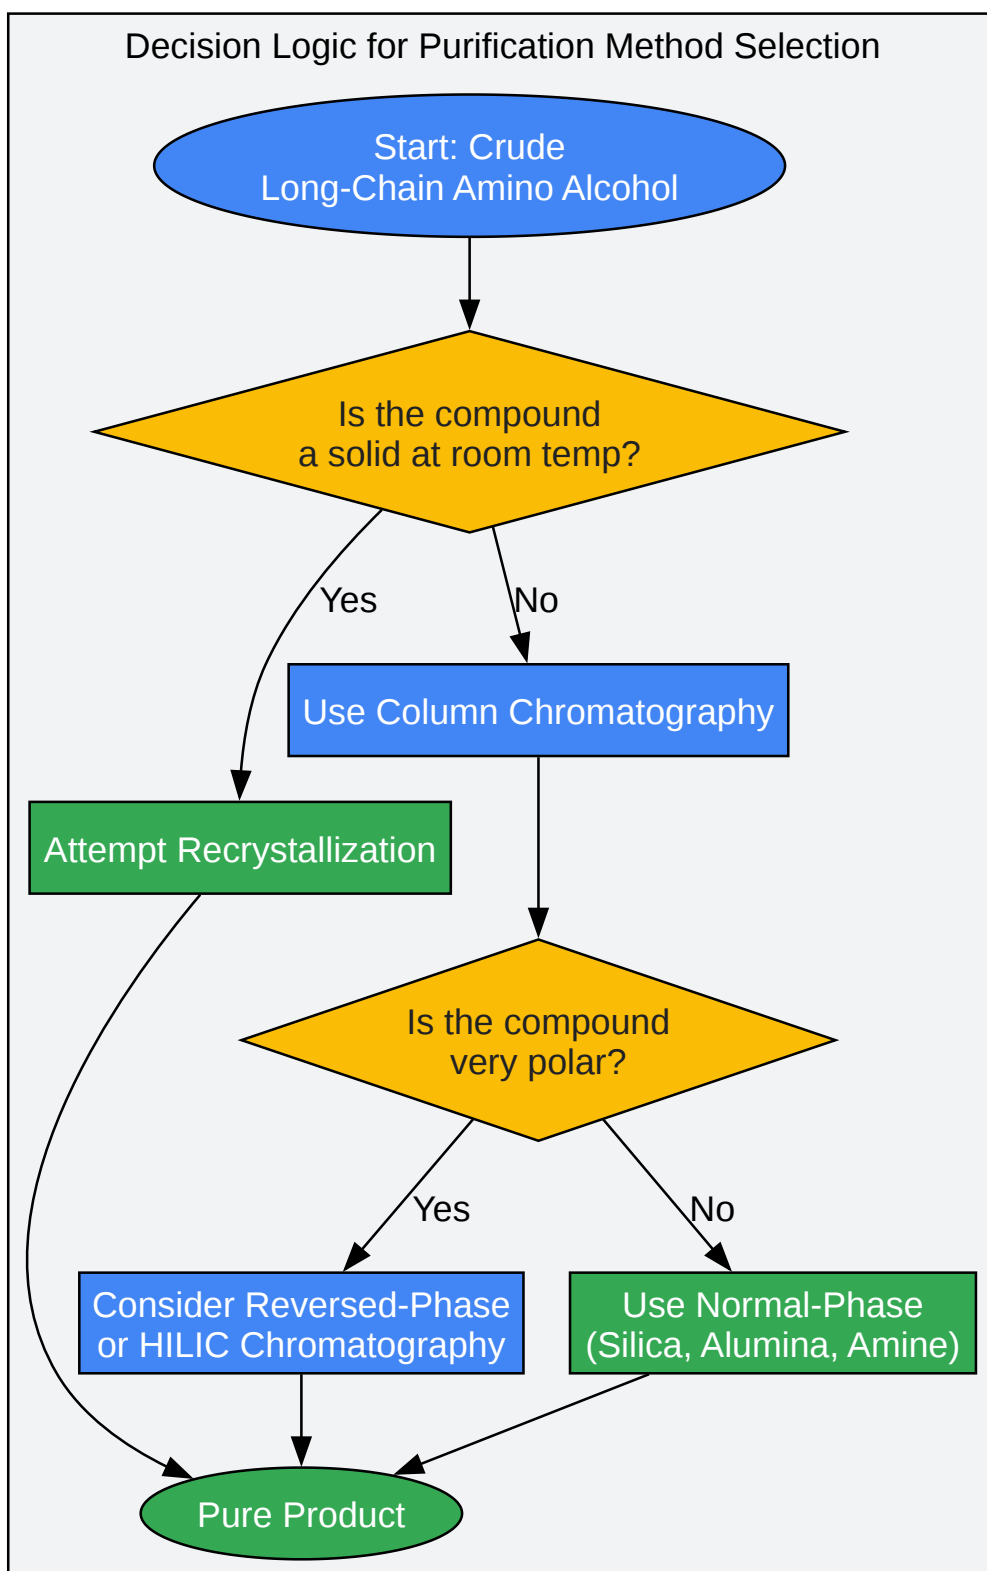 Decision Logic for Purification Method Selection
Start: Crude
Long-Chain Amino Alcohol
Is the compound
a solid at room temp?
Yes
No
Use Column Chromatography
Attempt Recrystallization
Is the compound
very polar?
Yes
No
Consider Reversed-Phase
or HILIC Chromatography
Use Normal-Phase
(Silica, Alumina, Amine)
Pure Product